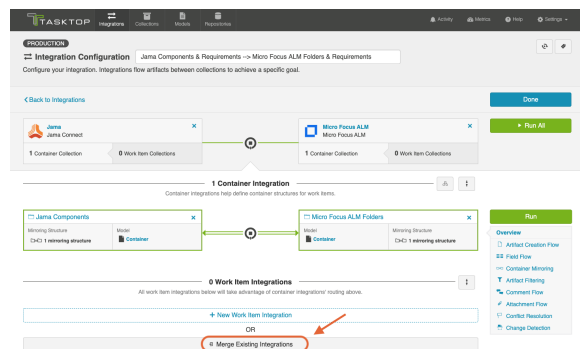 TASKTOP
Integrations
Collections
Models
Repositories
Activity
Metrics
Help
Settings
PRODUCTION
Integration Configuration
Jama Components & Requirements --> Micro Focus ALM Folders & Requirements
Configure your integration. Integrations flow artifacts between collections to achieve a specific goal.
Back to Integrations
Done
Jama
Jama Connect
1 Container Collection
0 Work Item Collections
Micro Focus ALM
Micro Focus ALM
1 Container Collection
0 Work Item Collections
Run All
1 Container Integration
Container integrations help define container structures for work items.
Jama Components
Mirroring Structure
1 mirroring structure
Model
Container
Micro Focus ALM Folders
Model
Container
Mirroring Structure
1 mirroring structure
Run
Overview
Artifact Creation Flow
Field Flow
Container Mirroring
Artifact Filtering
Comment Flow
Attachment Flow
Conflict Resolution
Change Detection
0 Work Item Integrations
All work item integrations below will take advantage of container integrations' routing above.
+ New Work Item Integration
OR
Merge Existing Integrations